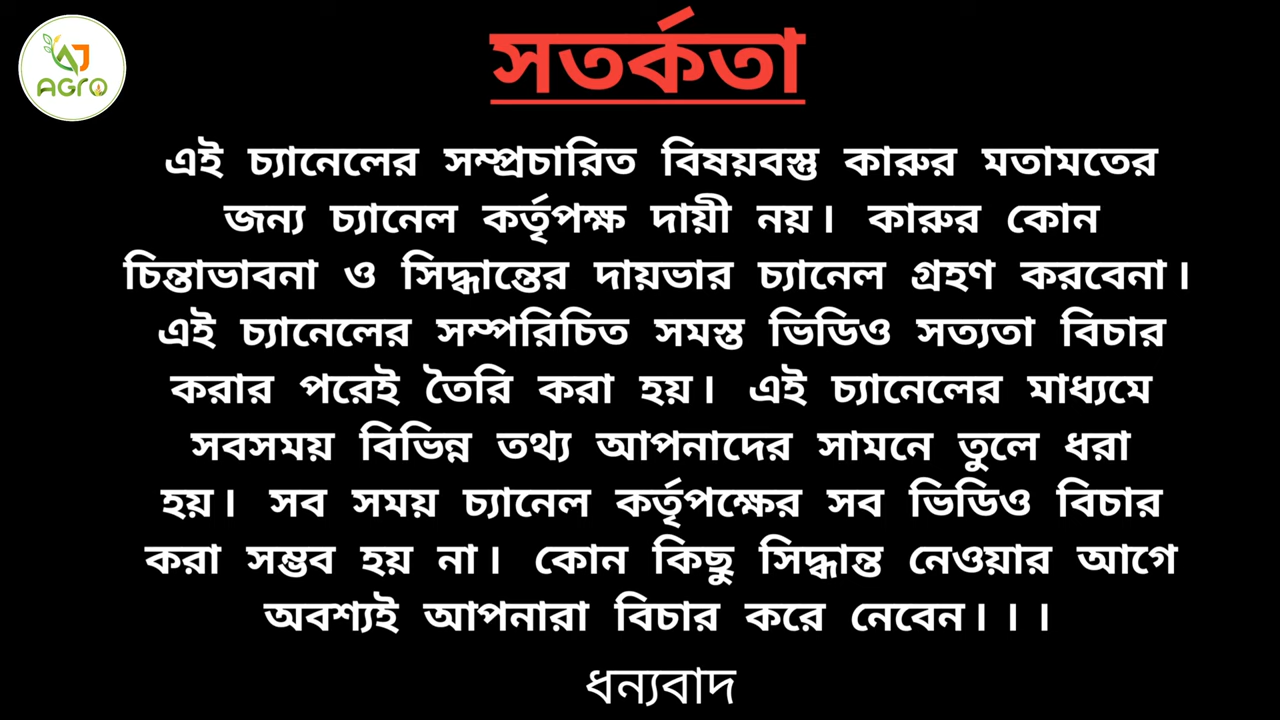 AJ
AGRO
সতর্কতা
এই চ্যানেলের সম্প্রচারিত বিষয়বস্তু কারুর মতামতের
জন্য চ্যানেল কর্তৃপক্ষ দায়ী নয়। কারুর কোন
চিন্তাভাবনা ও সিদ্ধান্তের দায়ভার চ্যানেল গ্রহণ করবেনা।
এই চ্যানেলের সম্পরিচিত সমস্ত ভিডিও সত্যতা বিচার
করার পরেই তৈরি করা হয়। এই চ্যানেলের মাধ্যমে
সবসময় বিভিন্ন তথ্য আপনাদের সামনে তুলে ধরা
হয়। সব সময় চ্যানেল কর্তৃপক্ষের সব ভিডিও বিচার
করা সম্ভব হয় না। কোন কিছু সিদ্ধান্ত নেওয়ার আগে
অবশ্যই আপনারা বিচার করে নেবেন।।।
ধন্যবাদ